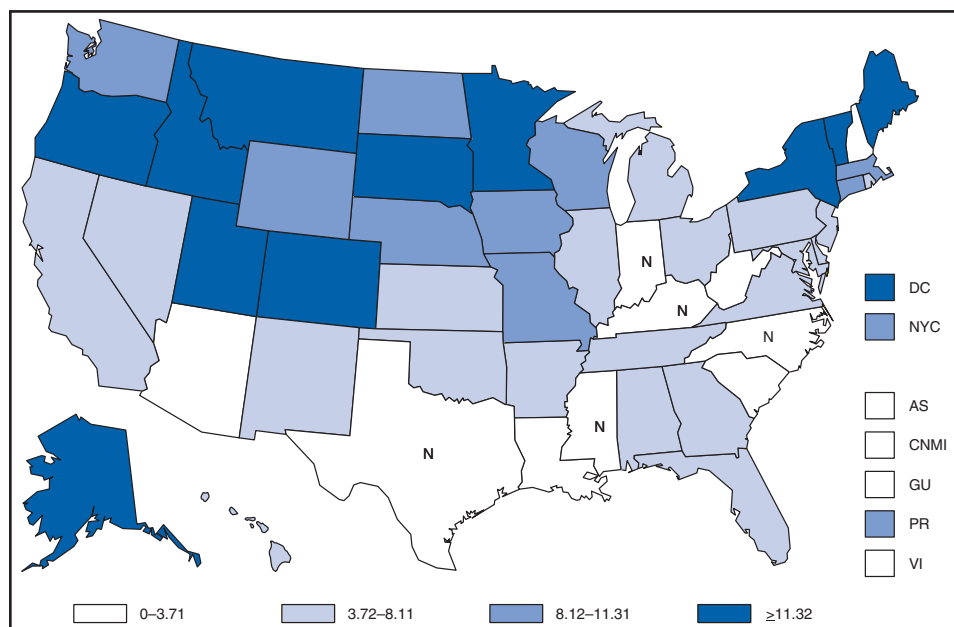 N
N
N
N
N
DC
NYC
AS
CNMI
GU
PR
VI
0–3.71
3.72–8.11
8.12–11.31
≥11.32